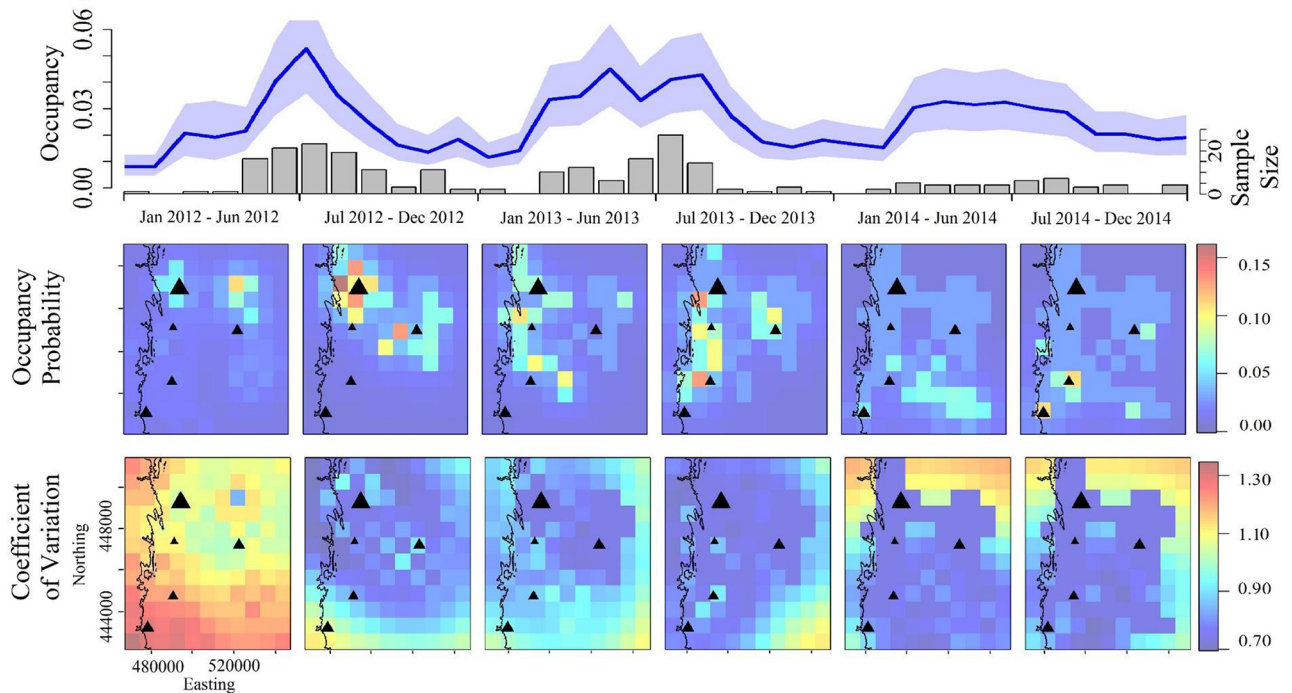 Occupancy
0.06
0.03
0.00
20
0
Sample
Size
Jan 2012 - Jun 2012
Jul 2012 - Dec 2012
Jan 2013 - Jun 2013
Jul 2013 - Dec 2013
Jan 2014 - Jun 2014
Jul 2014 - Dec 2014
Occupancy
Probability
0.15
0.10
0.05
0.00
Coefficient
of Variation
Northing
448000
444000
1.30
1.10
0.90
0.70
480000
520000
Easting